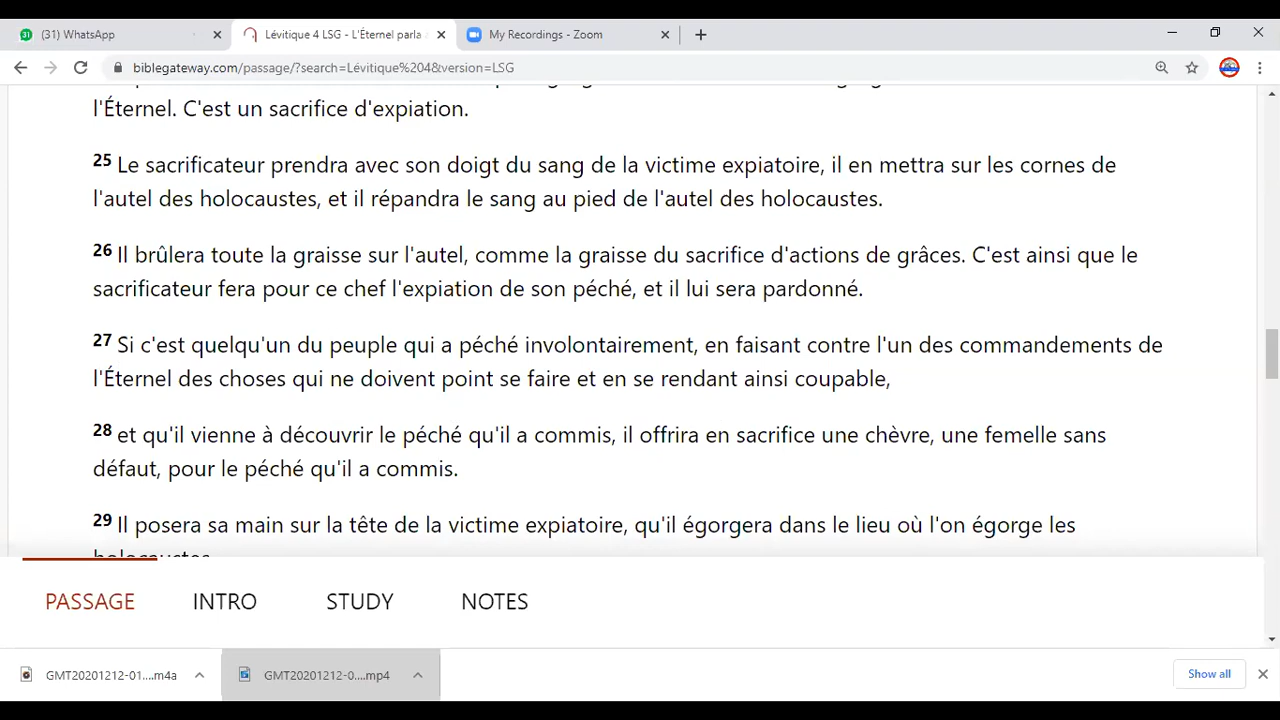 (31) WhatsApp
Lévitique 4 LSG - L'Éternel parla
My Recordings - Zoom
biblegateway.com/passage/?search=Lévitique%204&version=LSG
l'Éternel. C'est un sacrifice d'expiation.
25 Le sacrificateur prendra avec son doigt du sang de la victime expiatoire, il en mettra sur les cornes de
l'autel des holocaustes, et il répandra le sang au pied de l'autel des holocaustes.
26 Il brûlera toute la graisse sur l'autel, comme la graisse du sacrifice d'actions de grâces. C'est ainsi que le
sacrificateur fera pour ce chef l'expiation de son péché, et il lui sera pardonné.
27 Si c'est quelqu'un du peuple qui a péché involontairement, en faisant contre l'un des commandements de
l'Éternel des choses qui ne doivent point se faire et en se rendant ainsi coupable,
28 et qu'il vienne à découvrir le péché qu'il a commis, il offrira en sacrifice une chèvre, une femelle sans
défaut, pour le péché qu'il a commis.
29 Il posera sa main sur la tête de la victime expiatoire, qu'il égorgera dans le lieu où l'on égorge les
holocaustes
PASSAGE INTRO STUDY NOTES
GMT20201212-01....m4a
GMT20201212-0....mp4
Show all